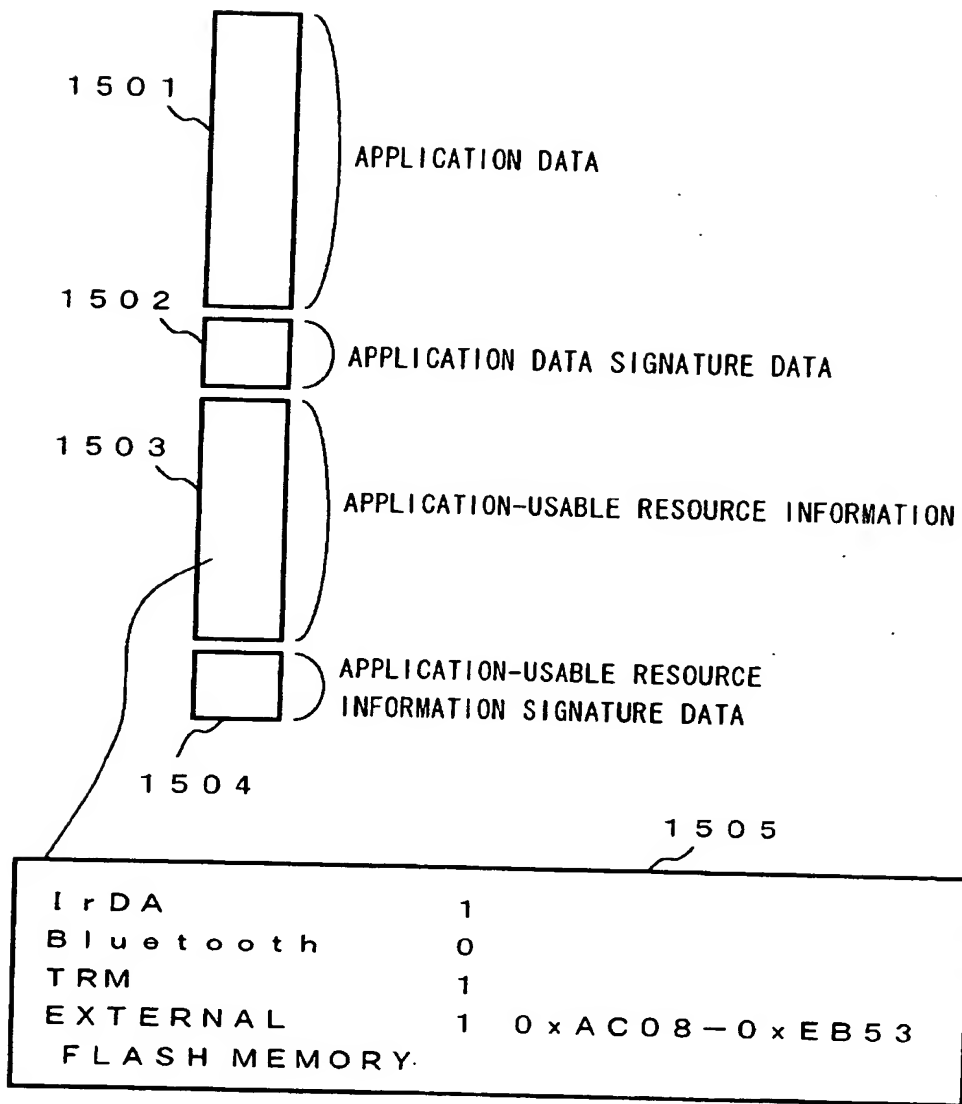 1501
APPLICATION DATA
1502
APPLICATION DATA SIGNATURE DATA
1503
APPLICATION-USABLE RESOURCE INFORMATION
APPLICATION-USABLE RESOURCE
INFORMATION SIGNATURE DATA
1504
1505
IrDA 1
Bluetooth 0
TRM 1
EXTERNAL 1 0xAC08-0xEB53
FLASH MEMORY